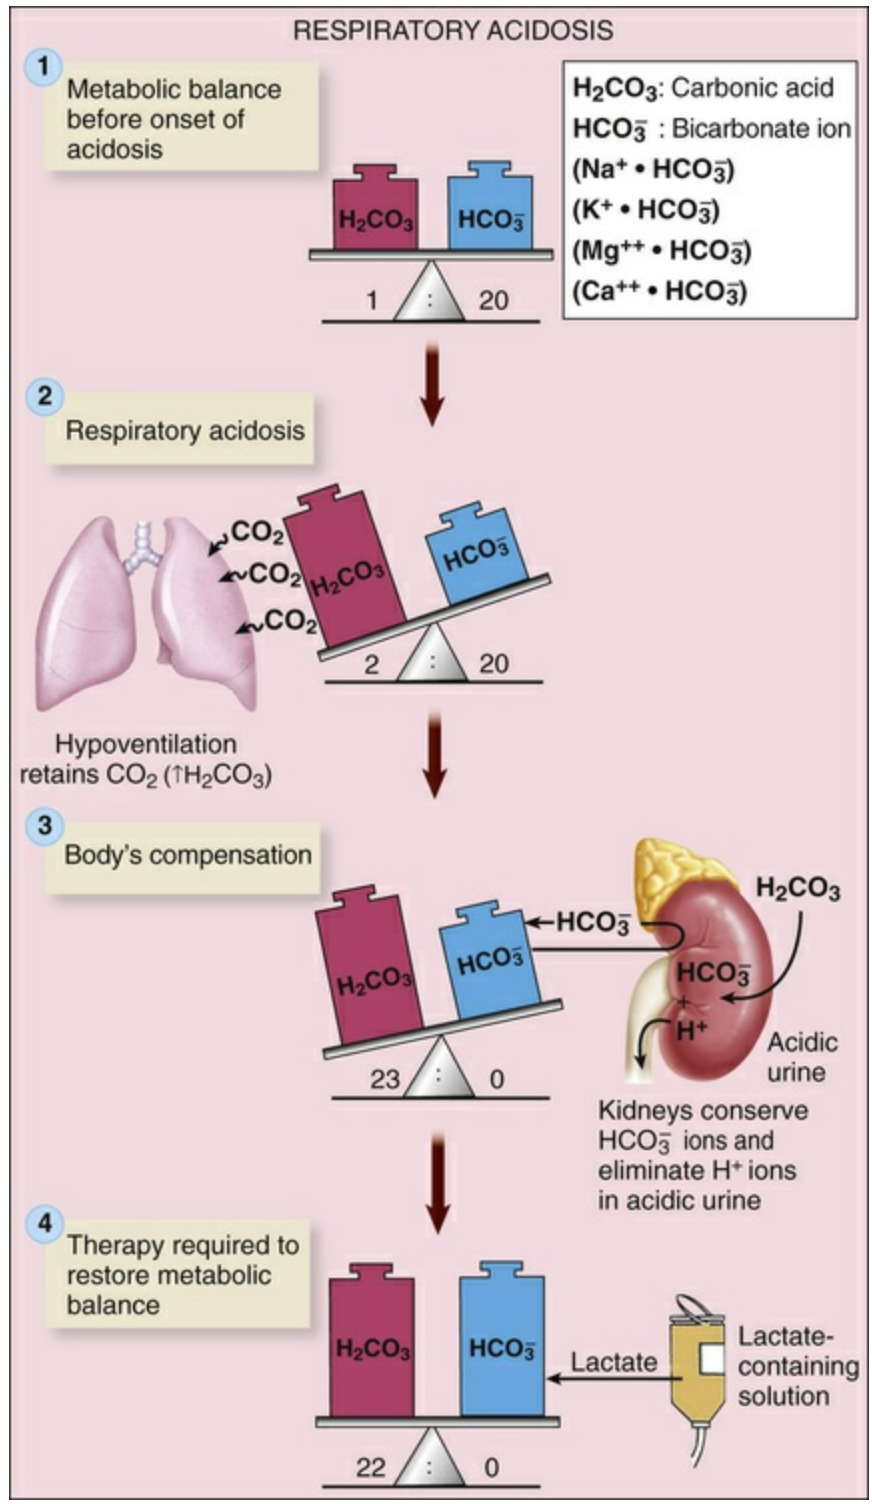 RESPIRATORY ACIDOSIS
1
Metabolic balance
before onset of
acidosis
H₂CO₃: Carbonic acid
HCO₃⁻ : Bicarbonate ion
(Na⁺ • HCO₃⁻)
(K⁺ • HCO₃⁻)
(Mg⁺⁺ • HCO₃⁻)
(Ca⁺⁺ • HCO₃⁻)
H₂CO₃
HCO₃⁻
1 : 20
2
Respiratory acidosis
CO₂
CO₂
CO₂
H₂CO₃
HCO₃⁻
2 : 20
Hypoventilation
retains CO₂ (↑H₂CO₃)
3
Body's compensation
H₂CO₃
HCO₃⁻
HCO₃⁻
H₂CO₃
HCO₃⁻
+
H⁺
23 : 0
Acidic
urine
Kidneys conserve
HCO₃⁻ ions and
eliminate H⁺ ions
in acidic urine
4
Therapy required to
restore metabolic
balance
H₂CO₃
HCO₃⁻
Lactate
Lactate-
containing
solution
22 : 0